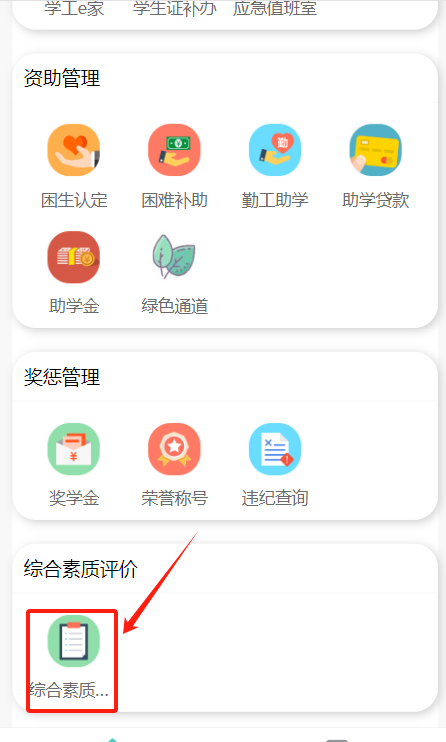 学工e家 学生证补办 应急值班室
资助管理
困生认定 困难补助 勤工助学 助学贷款
勤
助学金 绿色通道
奖惩管理
奖学金 荣誉称号 违纪查询
综合素质评价
综合素质...